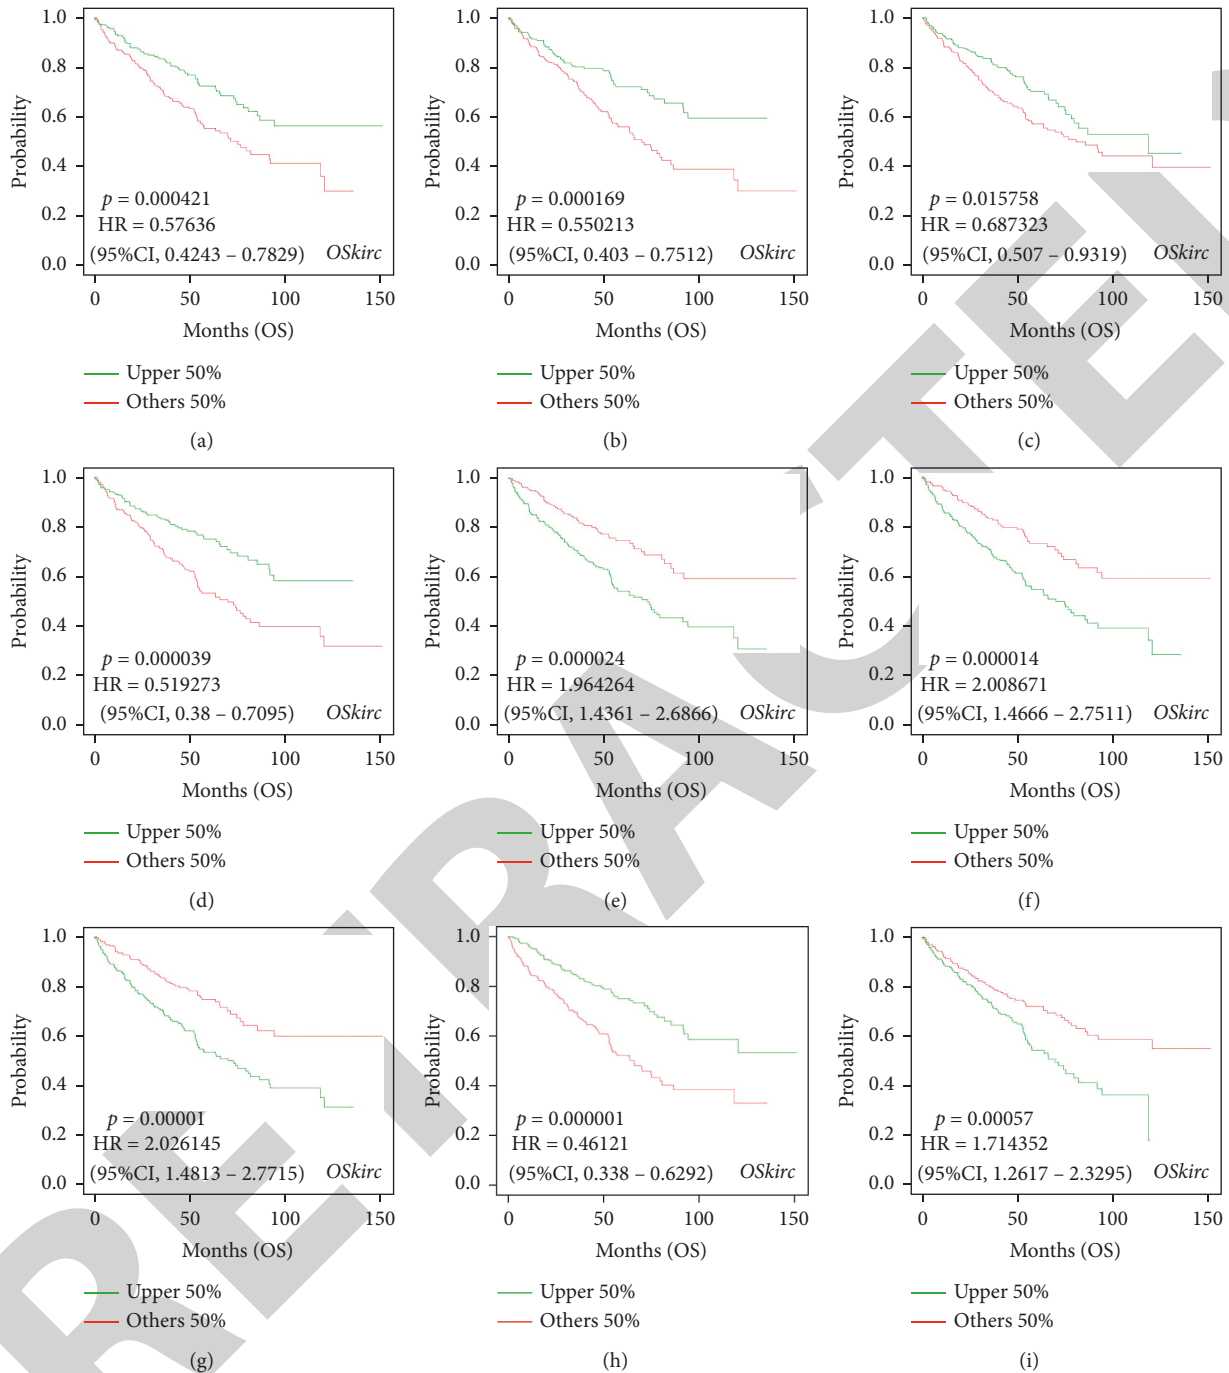 1.0
0.8
0.6
0.4
0.2
0.0
Probability
p = 0.000421
HR = 0.57636
(95%CI, 0.4243 – 0.7829)
OSkirc
0 50 100 150
Months (OS)
Upper 50%
Others 50%
(a)
1.0
0.8
0.6
0.4
0.2
0.0
Probability
p = 0.000169
HR = 0.550213
(95%CI, 0.403 – 0.7512)
OSkirc
0 50 100 150
Months (OS)
Upper 50%
Others 50%
(b)
1.0
0.8
0.6
0.4
0.2
0.0
Probability
p = 0.015758
HR = 0.687323
(95%CI, 0.507 – 0.9319)
OSkirc
0 50 100 150
Months (OS)
Upper 50%
Others 50%
(c)
1.0
0.8
0.6
0.4
0.2
0.0
Probability
p = 0.000039
HR = 0.519273
(95%CI, 0.38 – 0.7095)
OSkirc
0 50 100 150
Months (OS)
Upper 50%
Others 50%
(d)
1.0
0.8
0.6
0.4
0.2
0.0
Probability
p = 0.000024
HR = 1.964264
(95%CI, 1.4361 – 2.6866)
OSkirc
0 50 100 150
Months (OS)
Upper 50%
Others 50%
(e)
1.0
0.8
0.6
0.4
0.2
0.0
Probability
p = 0.000014
HR = 2.008671
(95%CI, 1.4666 – 2.7511)
OSkirc
0 50 100 150
Months (OS)
Upper 50%
Others 50%
(f)
1.0
0.8
0.6
0.4
0.2
0.0
Probability
p = 0.00001
HR = 2.026145
(95%CI, 1.4813 – 2.7715)
OSkirc
0 50 100 150
Months (OS)
Upper 50%
Others 50%
(g)
1.0
0.8
0.6
0.4
0.2
0.0
Probability
p = 0.000001
HR = 0.46121
(95%CI, 0.338 – 0.6292)
OSkirc
0 50 100 150
Months (OS)
Upper 50%
Others 50%
(h)
1.0
0.8
0.6
0.4
0.2
0.0
Probability
p = 0.00057
HR = 1.714352
(95%CI, 1.2617 – 2.3295)
OSkirc
0 50 100 150
Months (OS)
Upper 50%
Others 50%
(i)